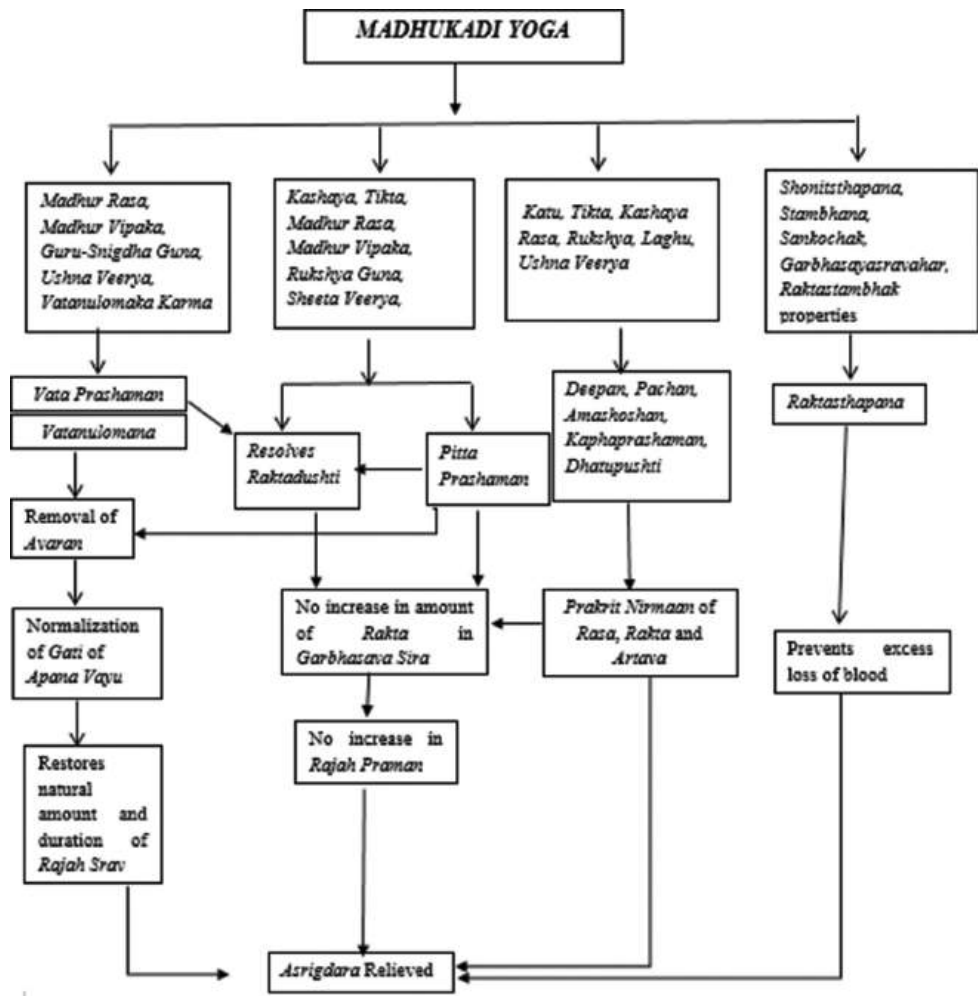 MADHUKADI YOGA
Madhur Rasa,
Madhur Vipaka,
Guru-Snigdha Guna,
Ushna Veerya,
Vatanulomaka Karma
Kashaya, Tikta,
Madhur Rasa,
Madhur Vipaka,
Rukshya Guna,
Sheeta Veerya,
Katu, Tikta, Kashaya
Rasa, Rukshya, Laghu,
Ushna Veerya
Shonitsthapana,
Stambhana,
Sankochak,
Garbhasayasravahar,
Raktastambhak
properties
Vata Prashaman
Vatanulomana
Resolves
Raktadushti
Pitta
Prashaman
Deepan, Pachan,
Amashoshan,
Kaphaprashaman,
Dhatupushti
Raktasthapana
Removal of
Avaran
Normalization
of Gati of
Apana Vayu
No increase in amount
of Rakta in
Garbhasava Sira
Prakrit Nirmaan of
Rasa, Rakta and
Artava
Prevents excess
loss of blood
No increase in
Rajah Praman
Restores
natural
amount and
duration of
Rajah Srav
Asrigdara Relieved